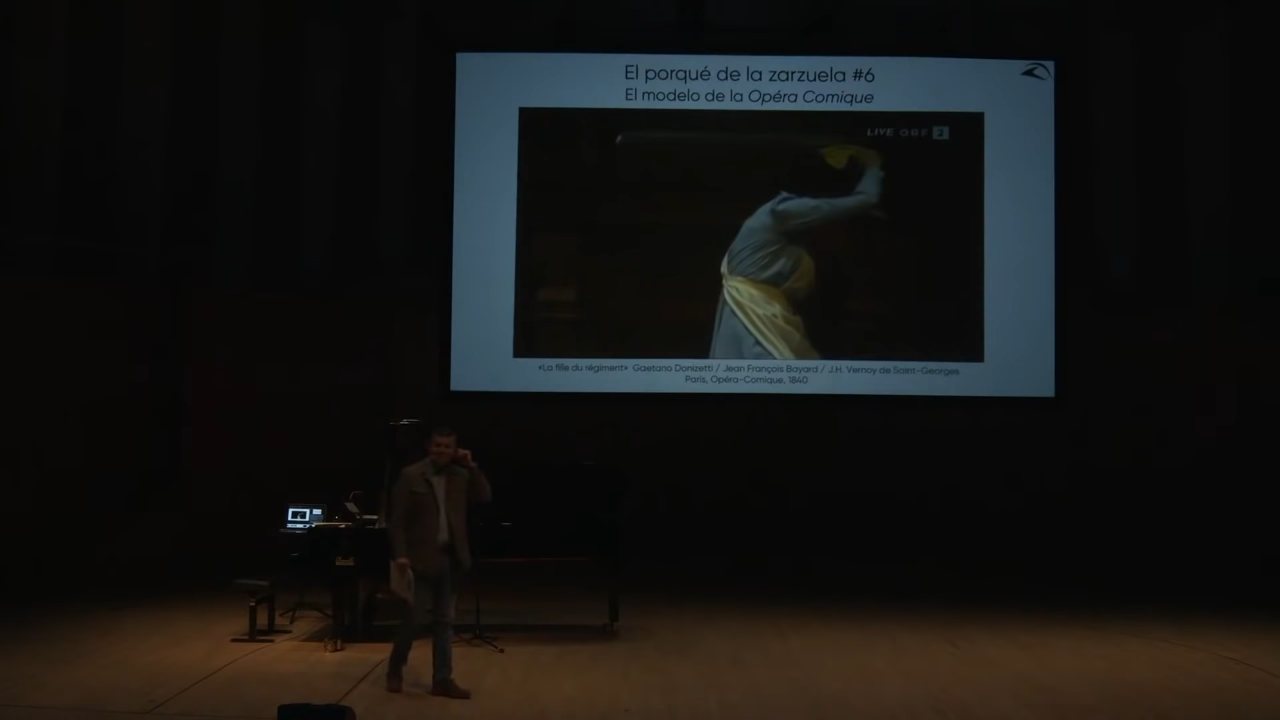 El porqué de la zarzuela #6
El modelo de la Opéra Comique
LIVE ORF 2
«La fille du régiment» Gaetano Donizetti / Jean François Bayard / J.H. Vernoy de Saint-Georges
París, Opéra-Comique, 1840